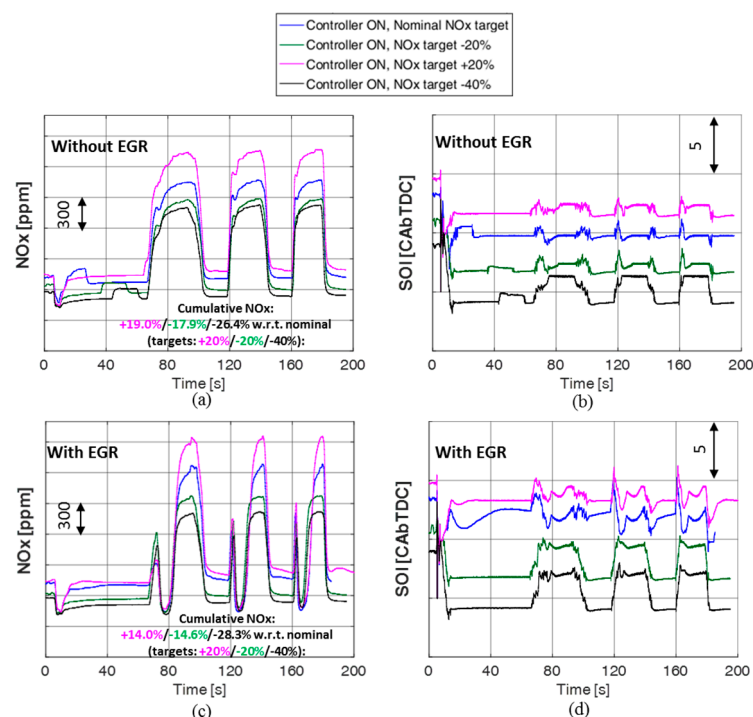 Controller ON, Nominal NOx target
Controller ON, NOx target -20%
Controller ON, NOx target +20%
Controller ON, NOx target -40%
Without EGR
300
NOx [ppm]
Cumulative NOx:
+19.0%/-17.9%/-26.4% w.r.t. nominal
(targets: +20%/-20%/-40%):
0 40 80 120 160 200
Time [s]
(a)
Without EGR
5
SOI [CAbTDC]
0 40 80 120 160 200
Time [s]
(b)
With EGR
300
NOx [ppm]
Cumulative NOx:
+14.0%/-14.6%/-28.3% w.r.t. nominal
(targets: +20%/-20%/-40%):
0 40 80 120 160 200
Time [s]
(c)
With EGR
5
SOI [CAbTDC]
0 40 80 120 160 200
Time [s]
(d)